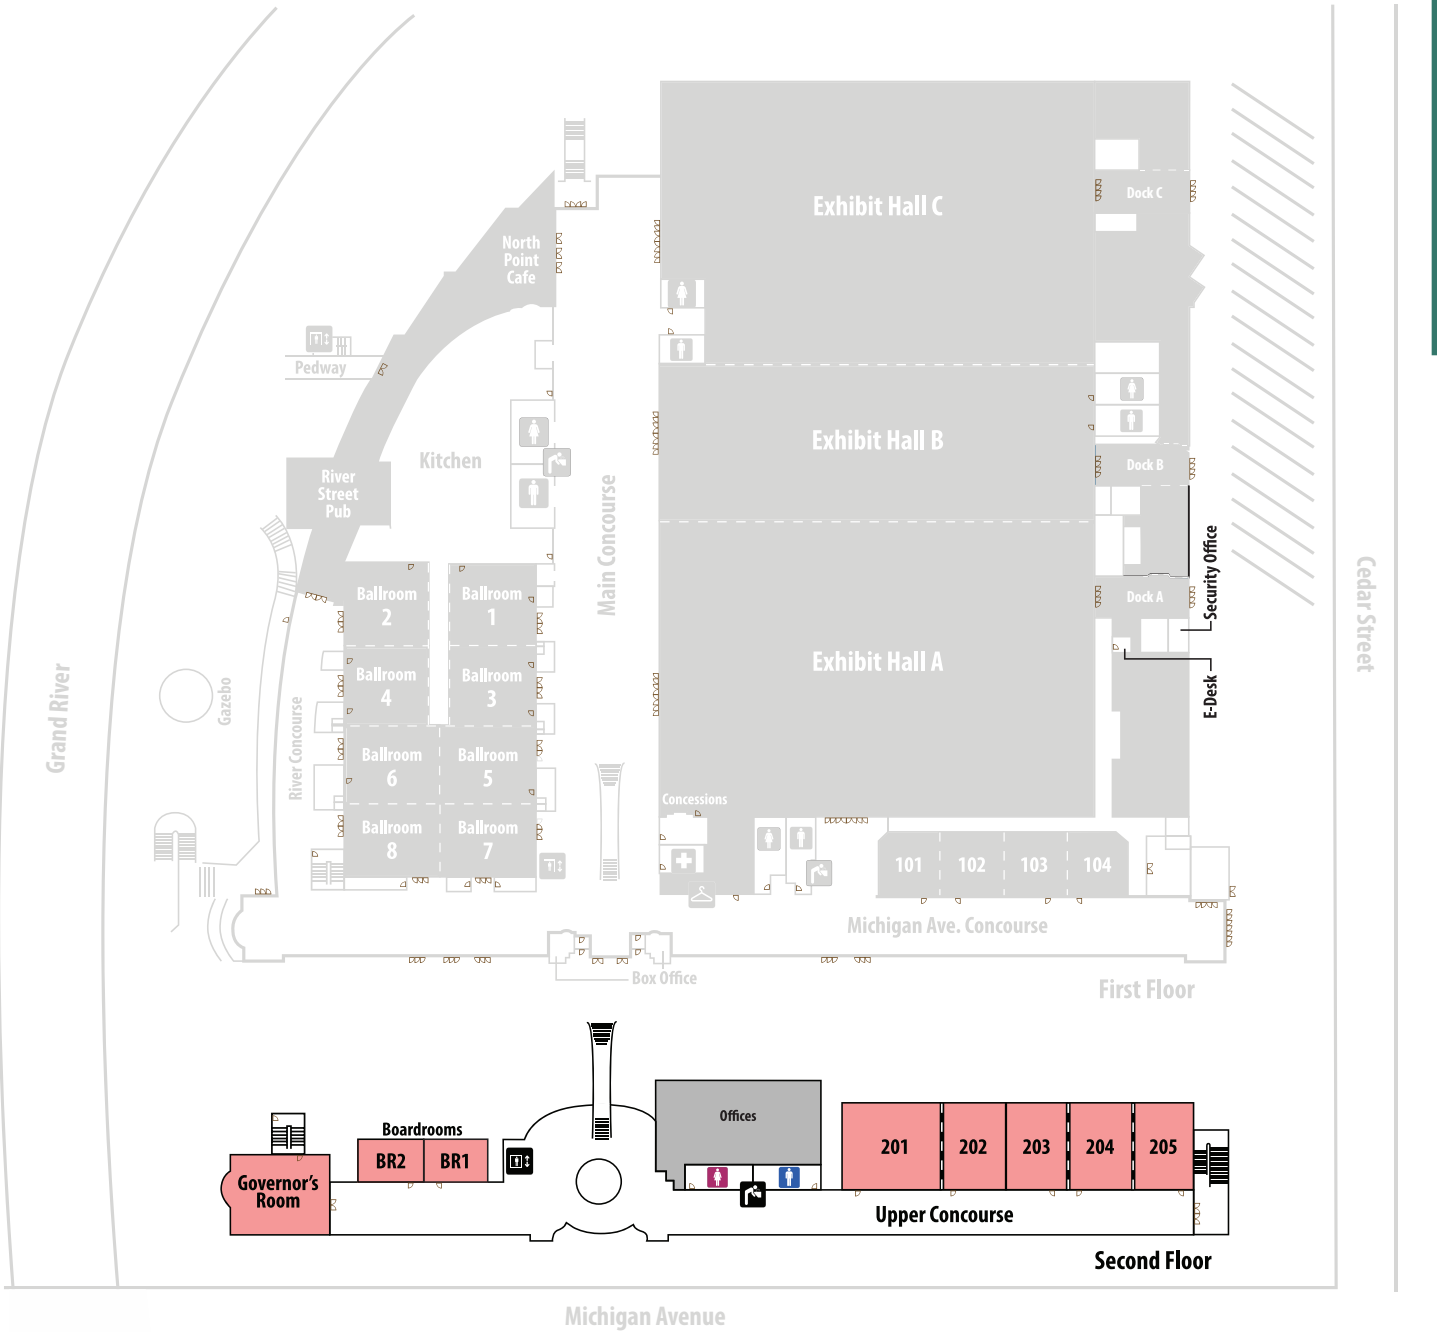 Exhibit Hall C
Dock C
North
Point
Cafe
Pedway
Exhibit Hall B
Dock B
Kitchen
River
Street
Pub
Main Concourse
Security Office
Cedar Street
Ballroom
2
Ballroom
1
Dock A
Exhibit Hall A
Ballroom
4
Ballroom
3
E-Desk
Grand River
Gazebo
River Concourse
Ballroom
6
Ballroom
5
Concessions
Ballroom
8
Ballroom
7
101
102
103
104
Michigan Ave. Concourse
Box Office
First Floor
Offices
Boardrooms
BR2
BR1
201
202
203
204
205
Governor's
Room
Upper Concourse
Second Floor
Michigan Avenue